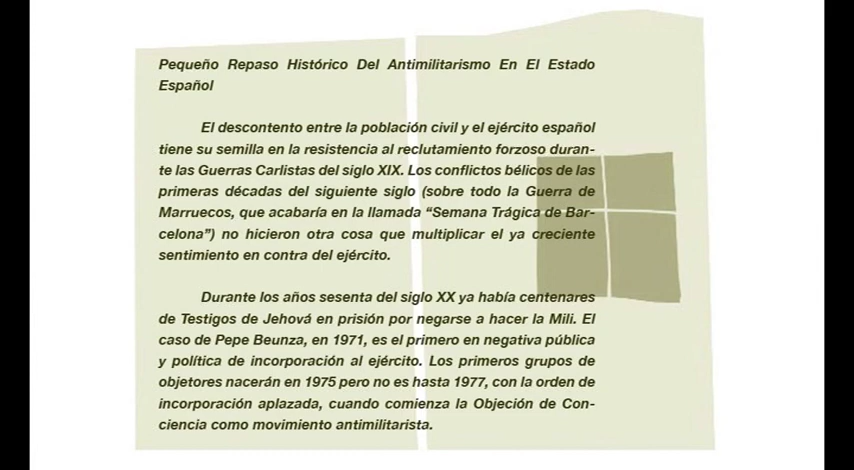 Pequeño Repaso Histórico Del Antimilitarismo En El Estado
Español
El descontento entre la población civil y el ejército español
tiene su semilla en la resistencia al reclutamiento forzoso duran-
te las Guerras Carlistas del siglo XIX. Los conflictos bélicos de las
primeras décadas del siguiente siglo (sobre todo la Guerra de
Marruecos, que acabaría en la llamada “Semana Trágica de Bar-
celona”) no hicieron otra cosa que multiplicar el ya creciente
sentimiento en contra del ejército.
Durante los años sesenta del siglo XX ya había centenares
de Testigos de Jehová en prisión por negarse a hacer la Mili. El
caso de Pepe Beunza, en 1971, es el primero en negativa pública
y política de incorporación al ejército. Los primeros grupos de
objetores nacerán en 1975 pero no es hasta 1977, con la orden de
incorporación aplazada, cuando comienza la Objeción de Con-
ciencia como movimiento antimilitarista.